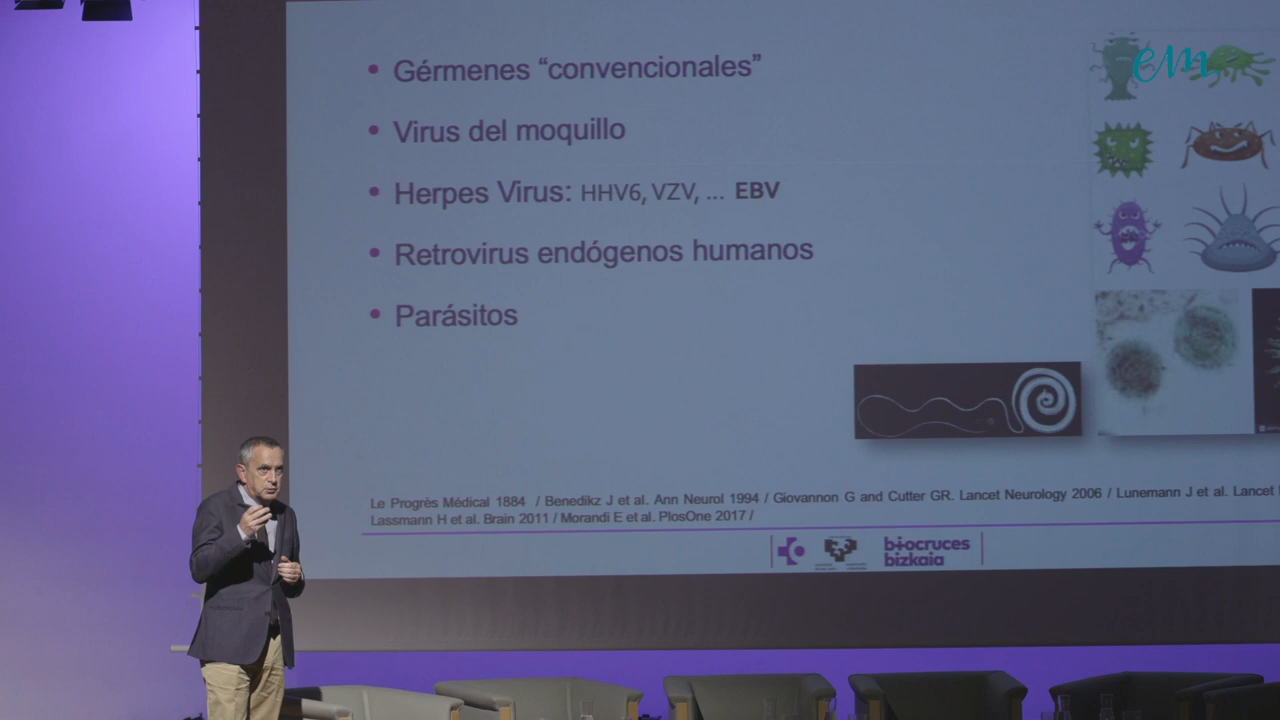 • Gérmenes “convencionales”
em
• Virus del moquillo
• Herpes Virus: HHV6, VZV, ... EBV
• Retrovirus endógenos humanos
• Parásitos
Le Progrès Médical 1884 / Benedikz J et al. Ann Neurol 1994 / Giovannon G and Cutter GR. Lancet Neurology 2006 / Lunemann J et al. Lancet
Lassmann H et al. Brain 2011 / Morandi E et al. PlosOne 2017 /
biocruces
bizkaia